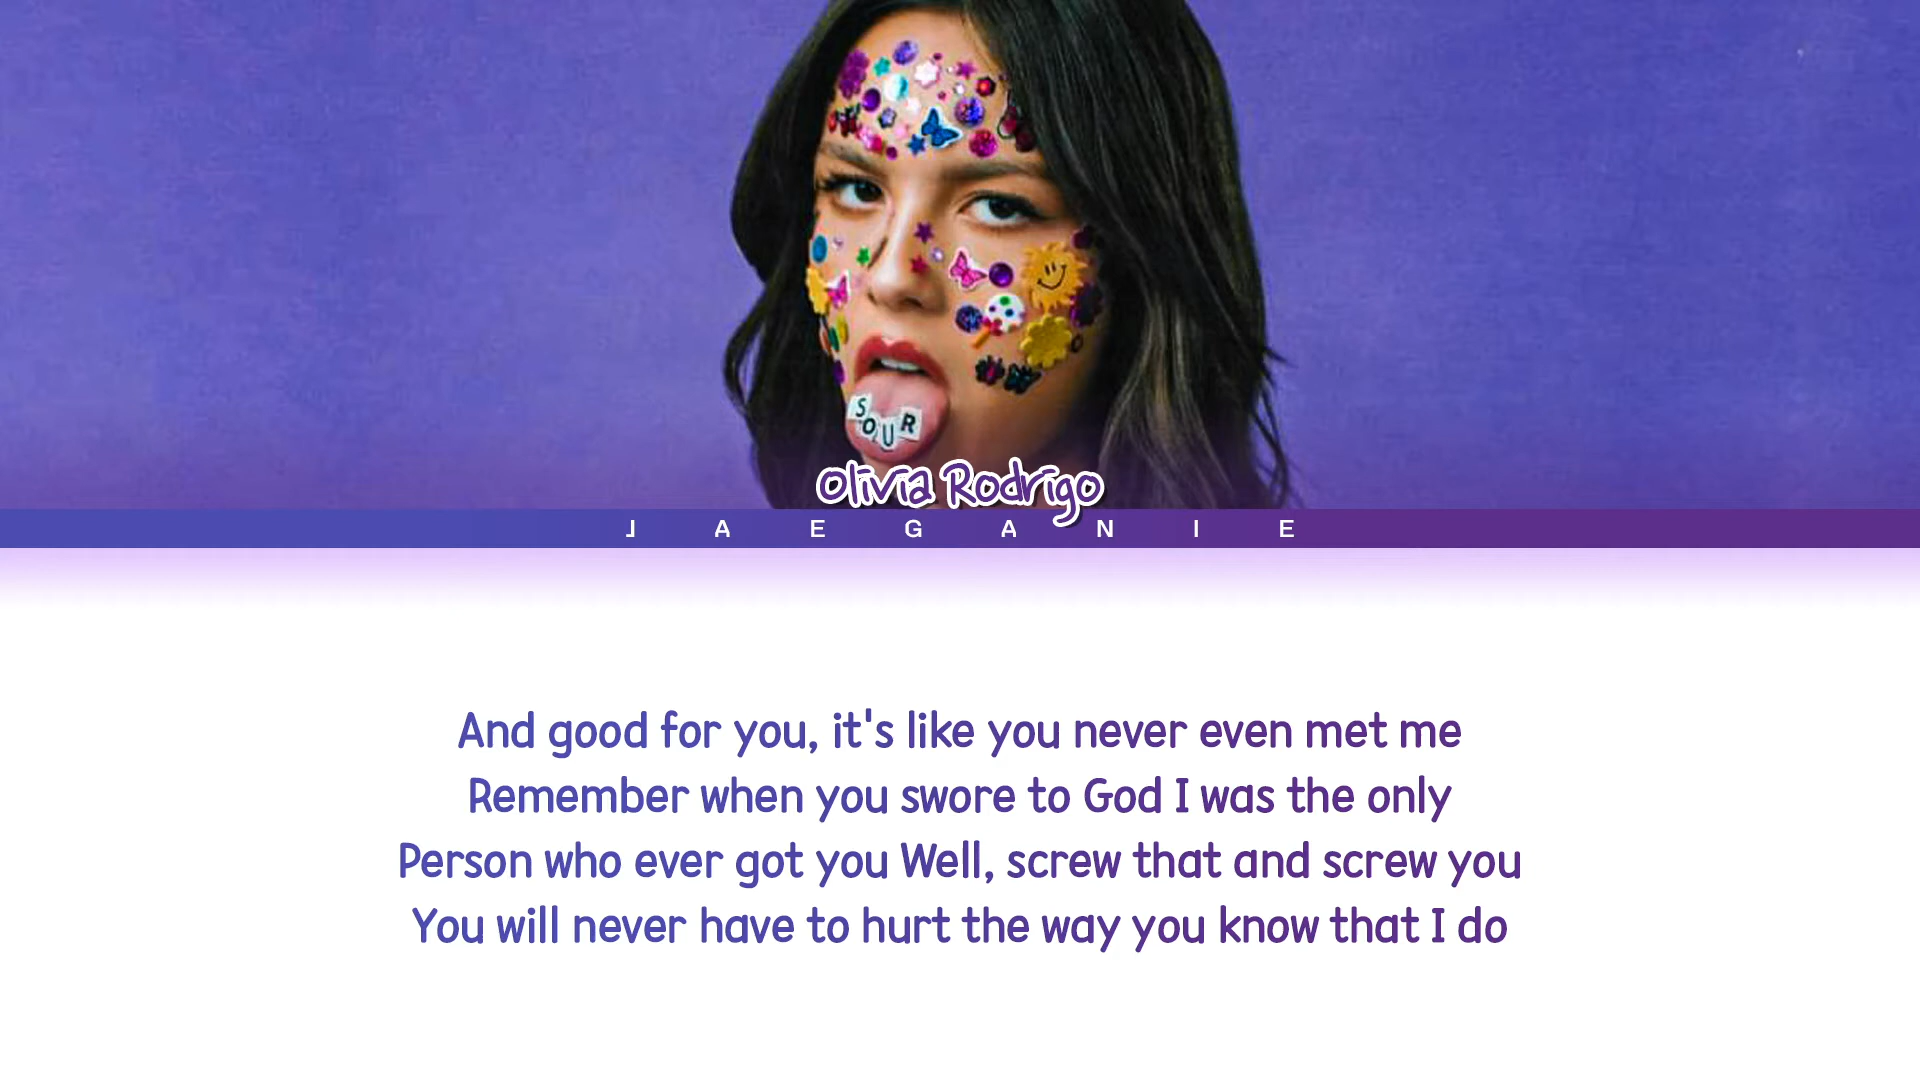 SOUR
Olivia Rodrigo
JAEGANIE
And good for you, it's like you never even met me
Remember when you swore to God I was the only
Person who ever got you Well, screw that and screw you
You will never have to hurt the way you know that I do